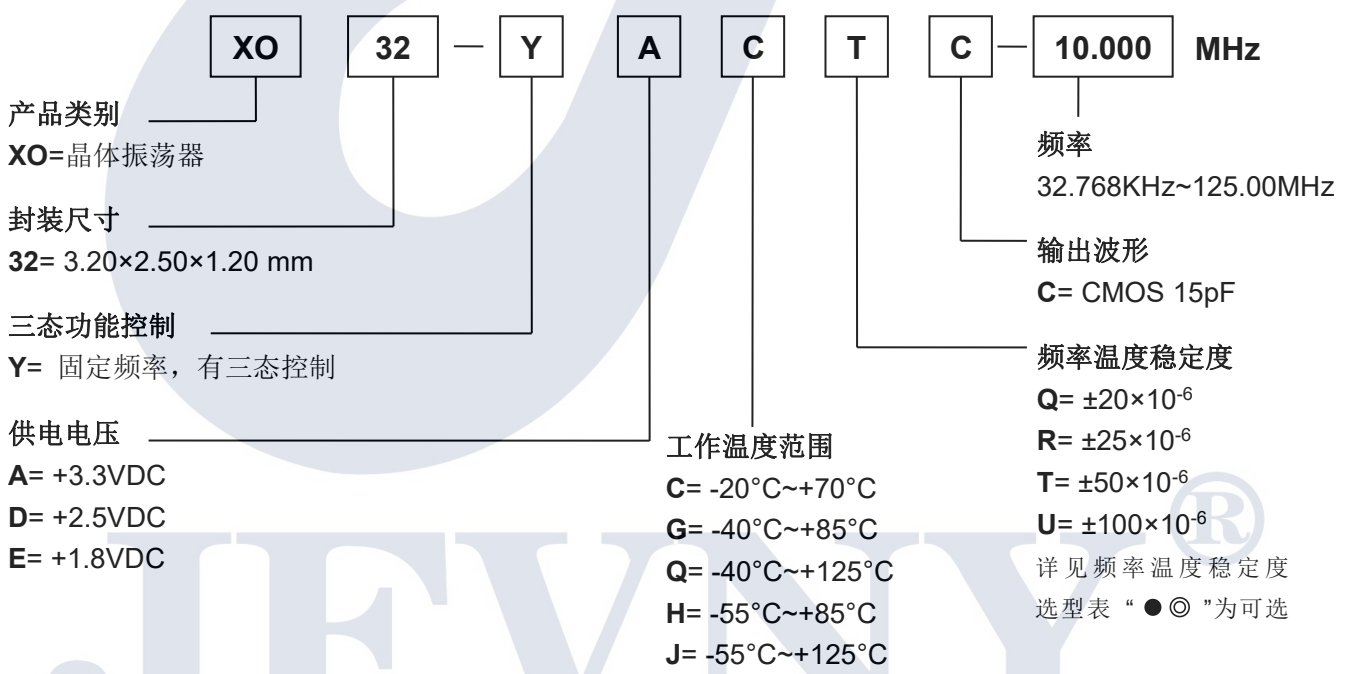 XO 32 — Y A C T C — 10.000 MHz
产品类别
XO=晶体振荡器
封装尺寸
32= 3.20×2.50×1.20 mm
三态功能控制
Y= 固定频率，有三态控制
供电电压
A= +3.3VDC
D= +2.5VDC
E= +1.8VDC
工作温度范围
C= -20°C~+70°C
G= -40°C~+85°C
Q= -40°C~+125°C
H= -55°C~+85°C
J= -55°C~+125°C
频率
32.768KHz~125.00MHz
输出波形
C= CMOS 15pF
频率温度稳定度
Q= ±20×10-6
R= ±25×10-6
T= ±50×10-6
U= ±100×10-6
详见频率温度稳定度
选型表“ ●◎ ”为可选
JEVNY®